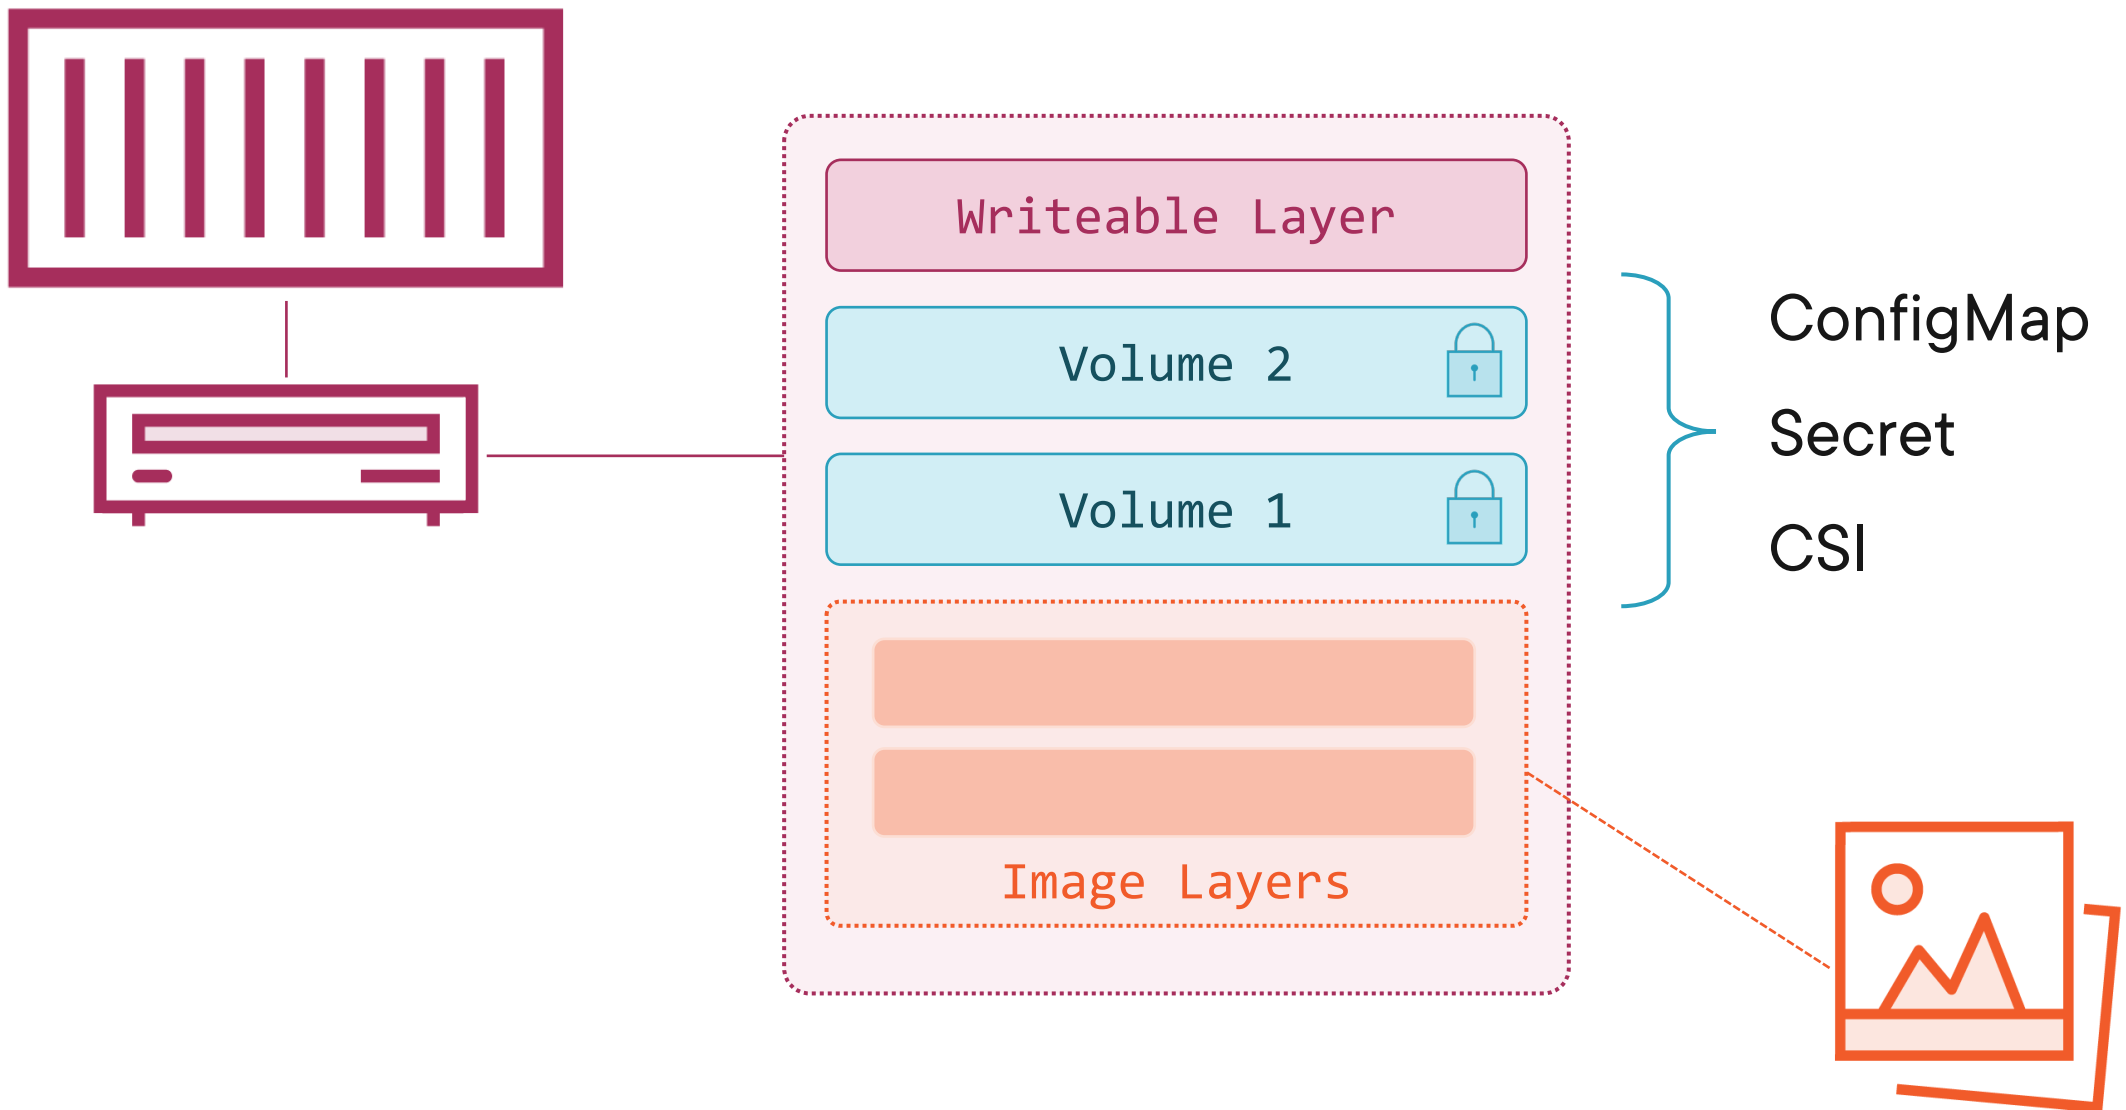 Writeable Layer
Volume 2
Volume 1
Image Layers
ConfigMap
Secret
CSI